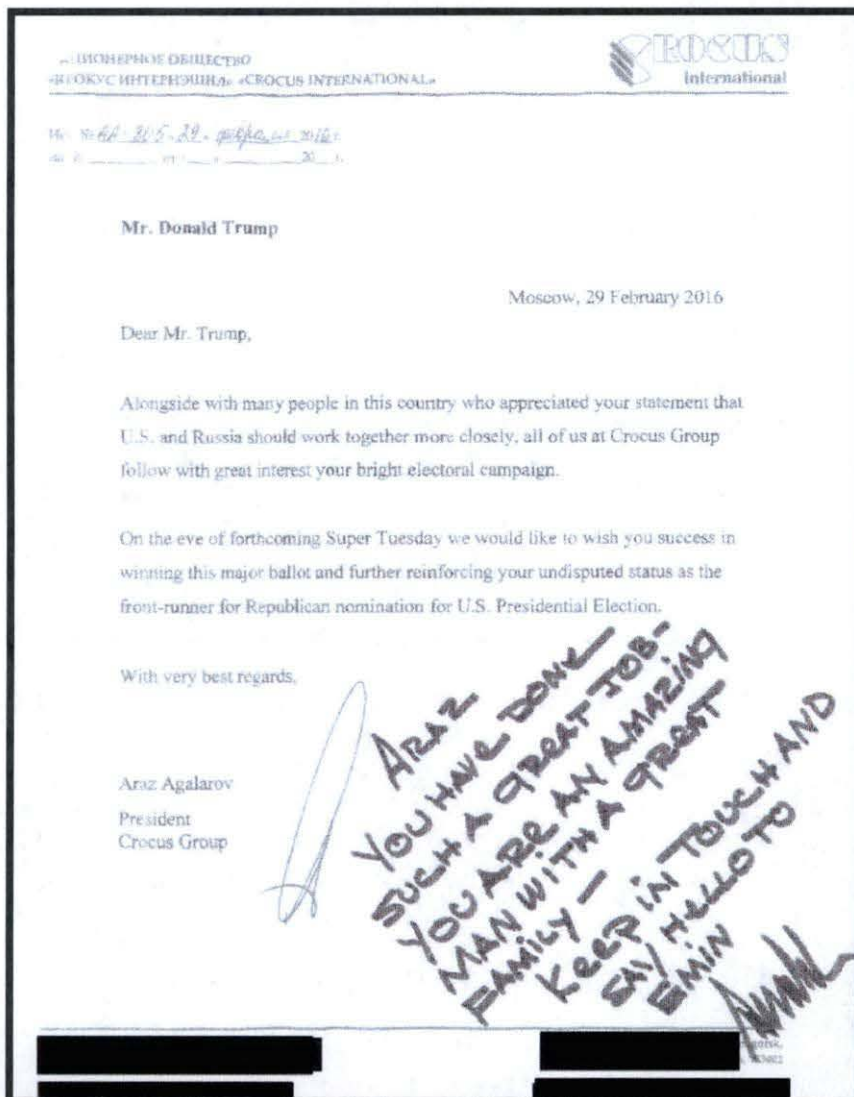 ОБЩЕСТВО
«CROCUS INTERNATIONAL»
CROCUS
International
29 2016 г.
20 г.
Mr. Donald Trump
Moscow, 29 February 2016
Dear Mr. Trump,
Alongside with many people in this country who appreciated your statement that
U.S. and Russia should work together more closely, all of us at Crocus Group
follow with great interest your bright electoral campaign.
On the eve of forthcoming Super Tuesday we would like to wish you success in
winning this major ballot and further reinforcing your undisputed status as the
front-runner for Republican nomination for U.S. Presidential Election.
With very best regards,
Araz Agalarov
President
Crocus Group
ARAZ
YOU HAVE DONE
SUCH A GREAT JOB-
YOU ARE AN AMAZING
MAN WITH A GREAT
FAMILY —
KEEP IN TOUCH AND
SAY HELLO TO
EMIN